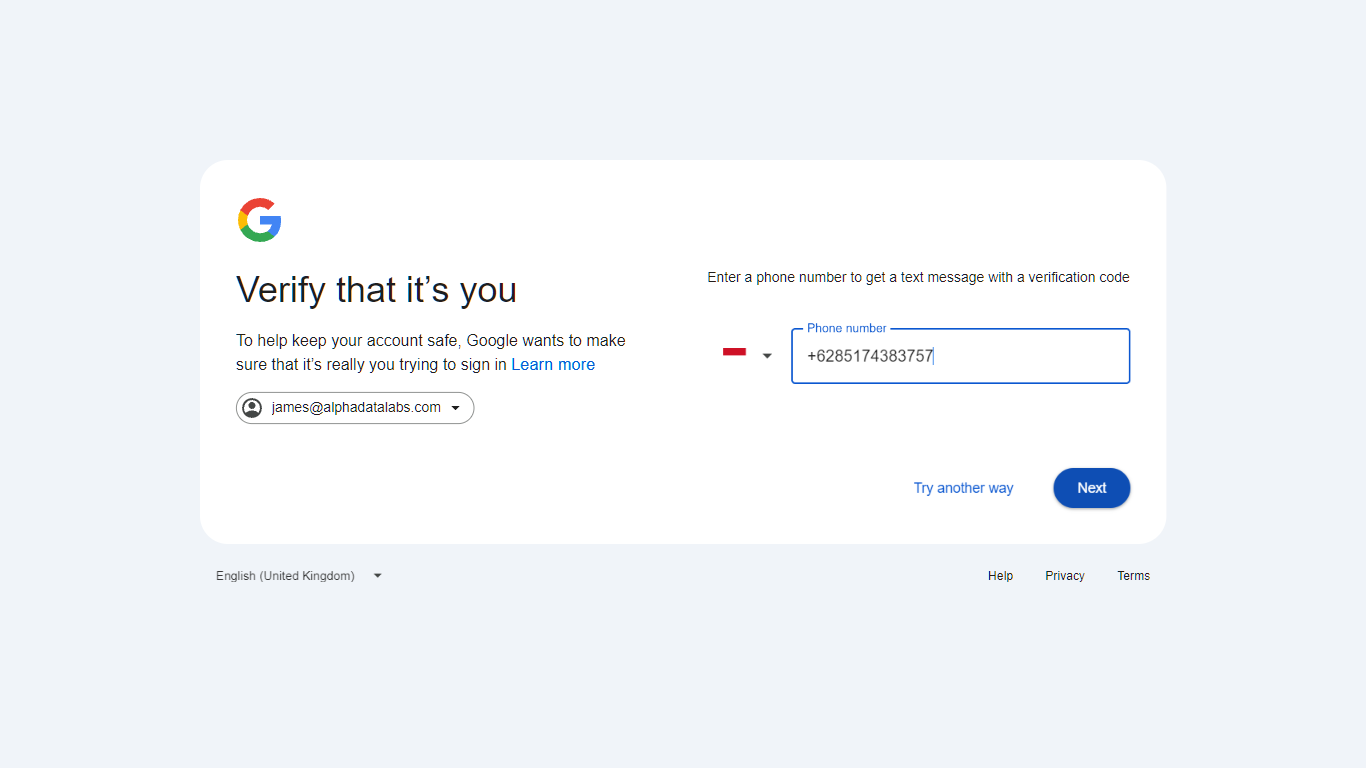 Verify that it’s you
To help keep your account safe, Google wants to make
sure that it’s really you trying to sign in Learn more
james@alphadatalabs.com
Enter a phone number to get a text message with a verification code
Phone number
+6285174383757
Try another way
Next
English (United Kingdom)
Help
Privacy
Terms